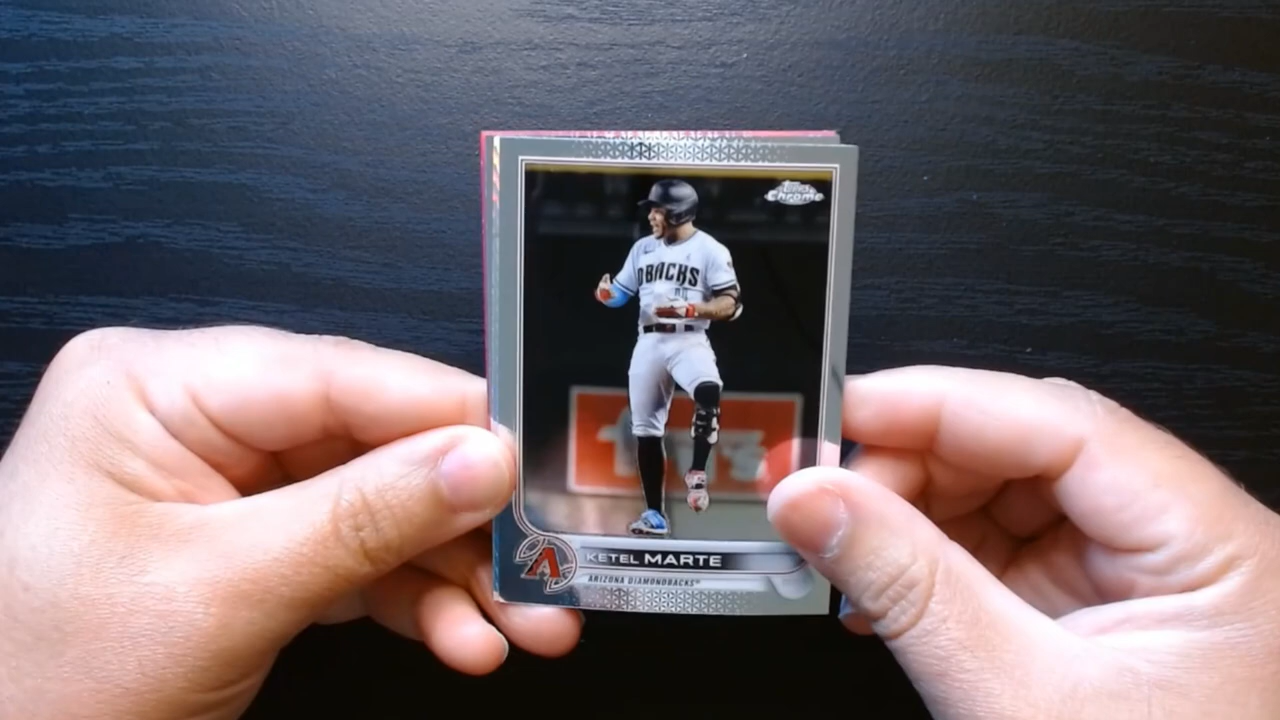 Topps
Chrome
DBACKS
KETEL MARTE
ARIZONA DIAMONDBACKS
A